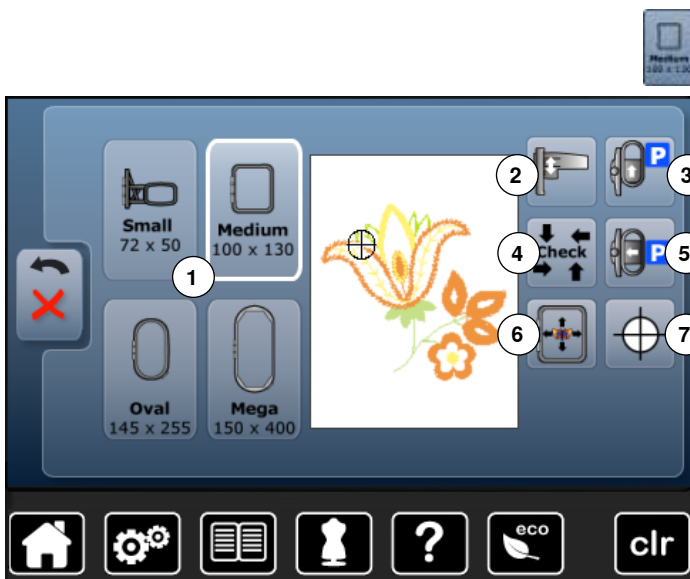 Medium
100 x 130
Small
72 x 50
Medium
100 x 130
1
Oval
145 x 255
Mega
150 x 400
2
P
3
4
Check
P
5
6
7
?
eco
clr